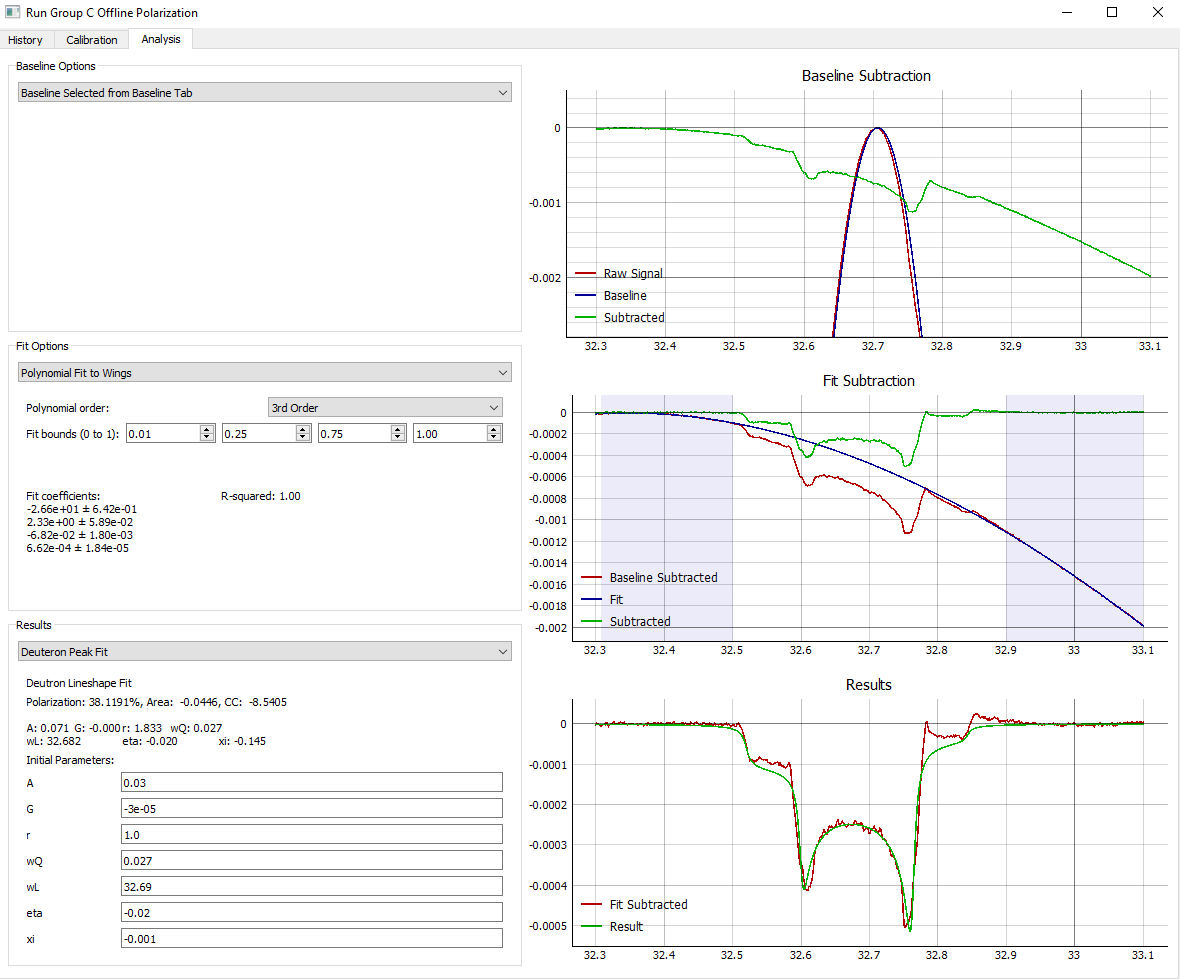 Run Group C Offline Polarization
History Calibration Analysis
Baseline Options
Baseline Selected from Baseline Tab
Fit Options
Polynomial Fit to Wings
Polynomial order: 3rd Order
Fit bounds (0 to 1): 0.01 0.25 0.75 1.00
Fit coefficients: R-squared: 1.00
-2.66e+01 ± 6.42e-01
2.33e+00 ± 5.89e-02
-6.82e-02 ± 1.80e-03
6.62e-04 ± 1.84e-05
Results
Deuteron Peak Fit
Deutron Lineshape Fit
Polarization: 38.1191%, Area: -0.0446, CC: -8.5405
A: 0.071 G: -0.000 r: 1.833 wQ: 0.027
wL: 32.682 eta: -0.020 xi: -0.145
Initial Parameters:
A 0.03
G -3e-05
r 1.0
wQ 0.027
wL 32.69
eta -0.02
xi -0.001
Baseline Subtraction
0
-0.001
-0.002
Raw Signal
Baseline
Subtracted
32.3 32.4 32.5 32.6 32.7 32.8 32.9 33 33.1
Fit Subtraction
0
-0.0002
-0.0004
-0.0006
-0.0008
-0.001
-0.0012
-0.0014
-0.0016
-0.0018
-0.002
Baseline Subtracted
Fit
Subtracted
32.3 32.4 32.5 32.6 32.7 32.8 32.9 33 33.1
Results
0
-0.0001
-0.0002
-0.0003
-0.0004
-0.0005
Fit Subtracted
Result
32.3 32.4 32.5 32.6 32.7 32.8 32.9 33 33.1